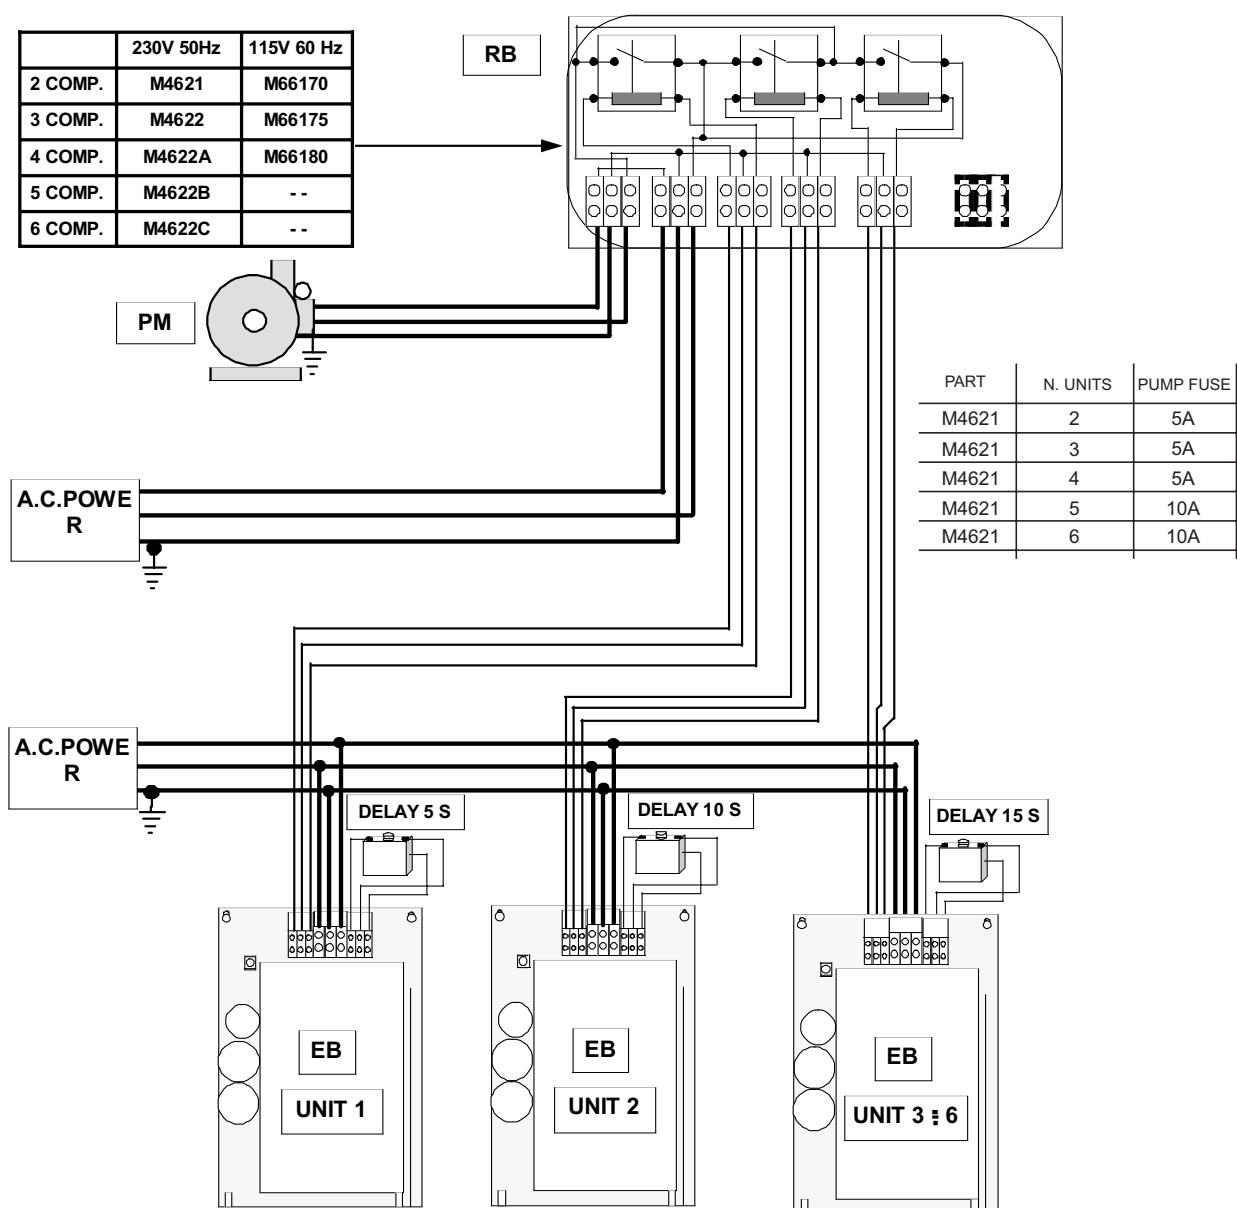 230V 50Hz 115V 60 Hz
2 COMP. M4621 M66170
3 COMP. M4622 M66175
4 COMP. M4622A M66180
5 COMP. M4622B - -
6 COMP. M4622C - -
RB
PM
PART N. UNITS PUMP FUSE
M4621 2 5A
M4621 3 5A
M4621 4 5A
M4621 5 10A
M4621 6 10A
A.C.POWE
R
A.C.POWE
R
DELAY 5 S
DELAY 10 S
DELAY 15 S
EB
UNIT 1
EB
UNIT 2
EB
UNIT 3 ⁞ 6